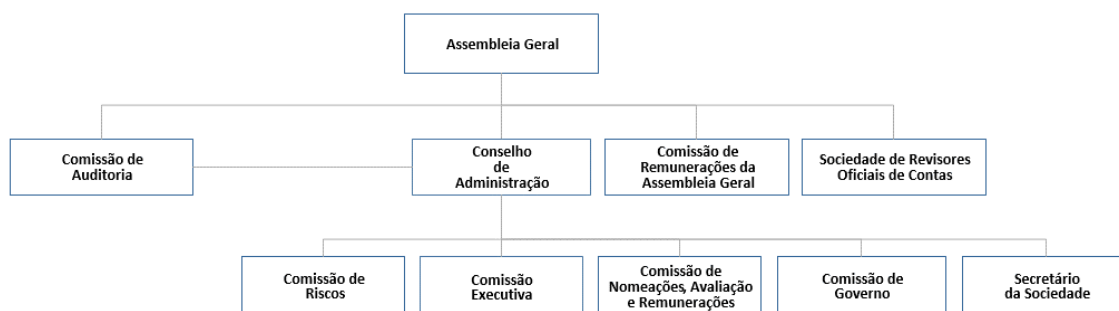 Assembleia Geral
Comissão de
Auditoria
Conselho
de
Administração
Comissão de
Remunerações da
Assembleia Geral
Sociedade de Revisores
Oficiais de Contas
Comissão de
Riscos
Comissão
Executiva
Comissão de
Nomeações, Avaliação
e Remunerações
Comissão de
Governo
Secretário
da Sociedade